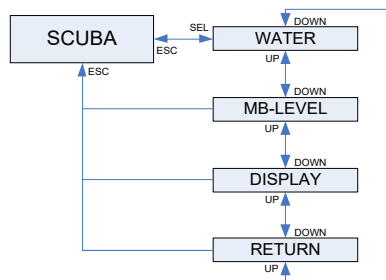 DOWN
SCUBA
SEL
ESC
WATER
UP
ESC
DOWN
MB-LEVEL
UP
DOWN
DISPLAY
UP
DOWN
RETURN
UP